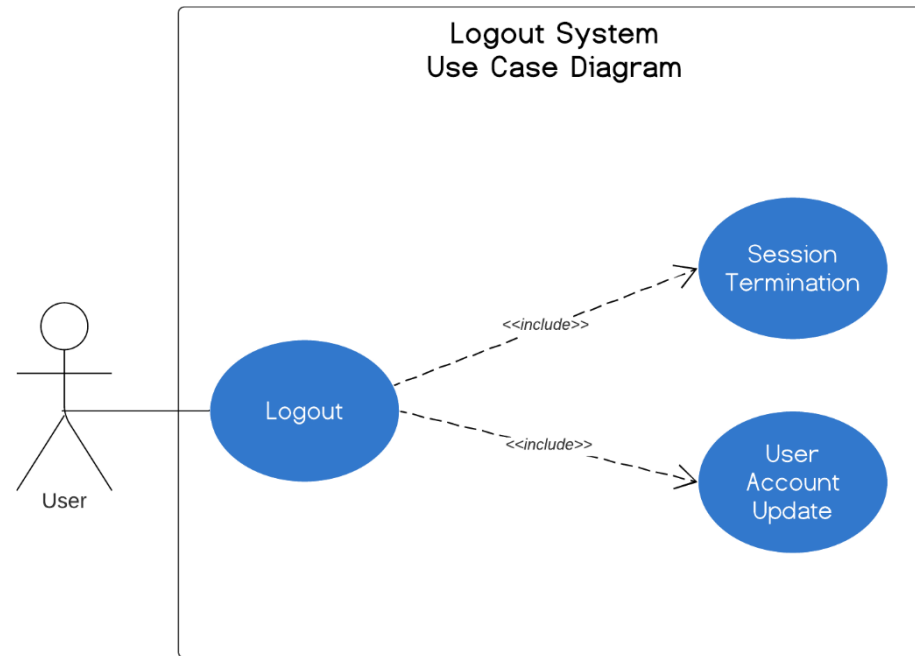 Logout System
Use Case Diagram
Session
Termination
<<include>>
Logout
<<include>>
User
Account
Update
User